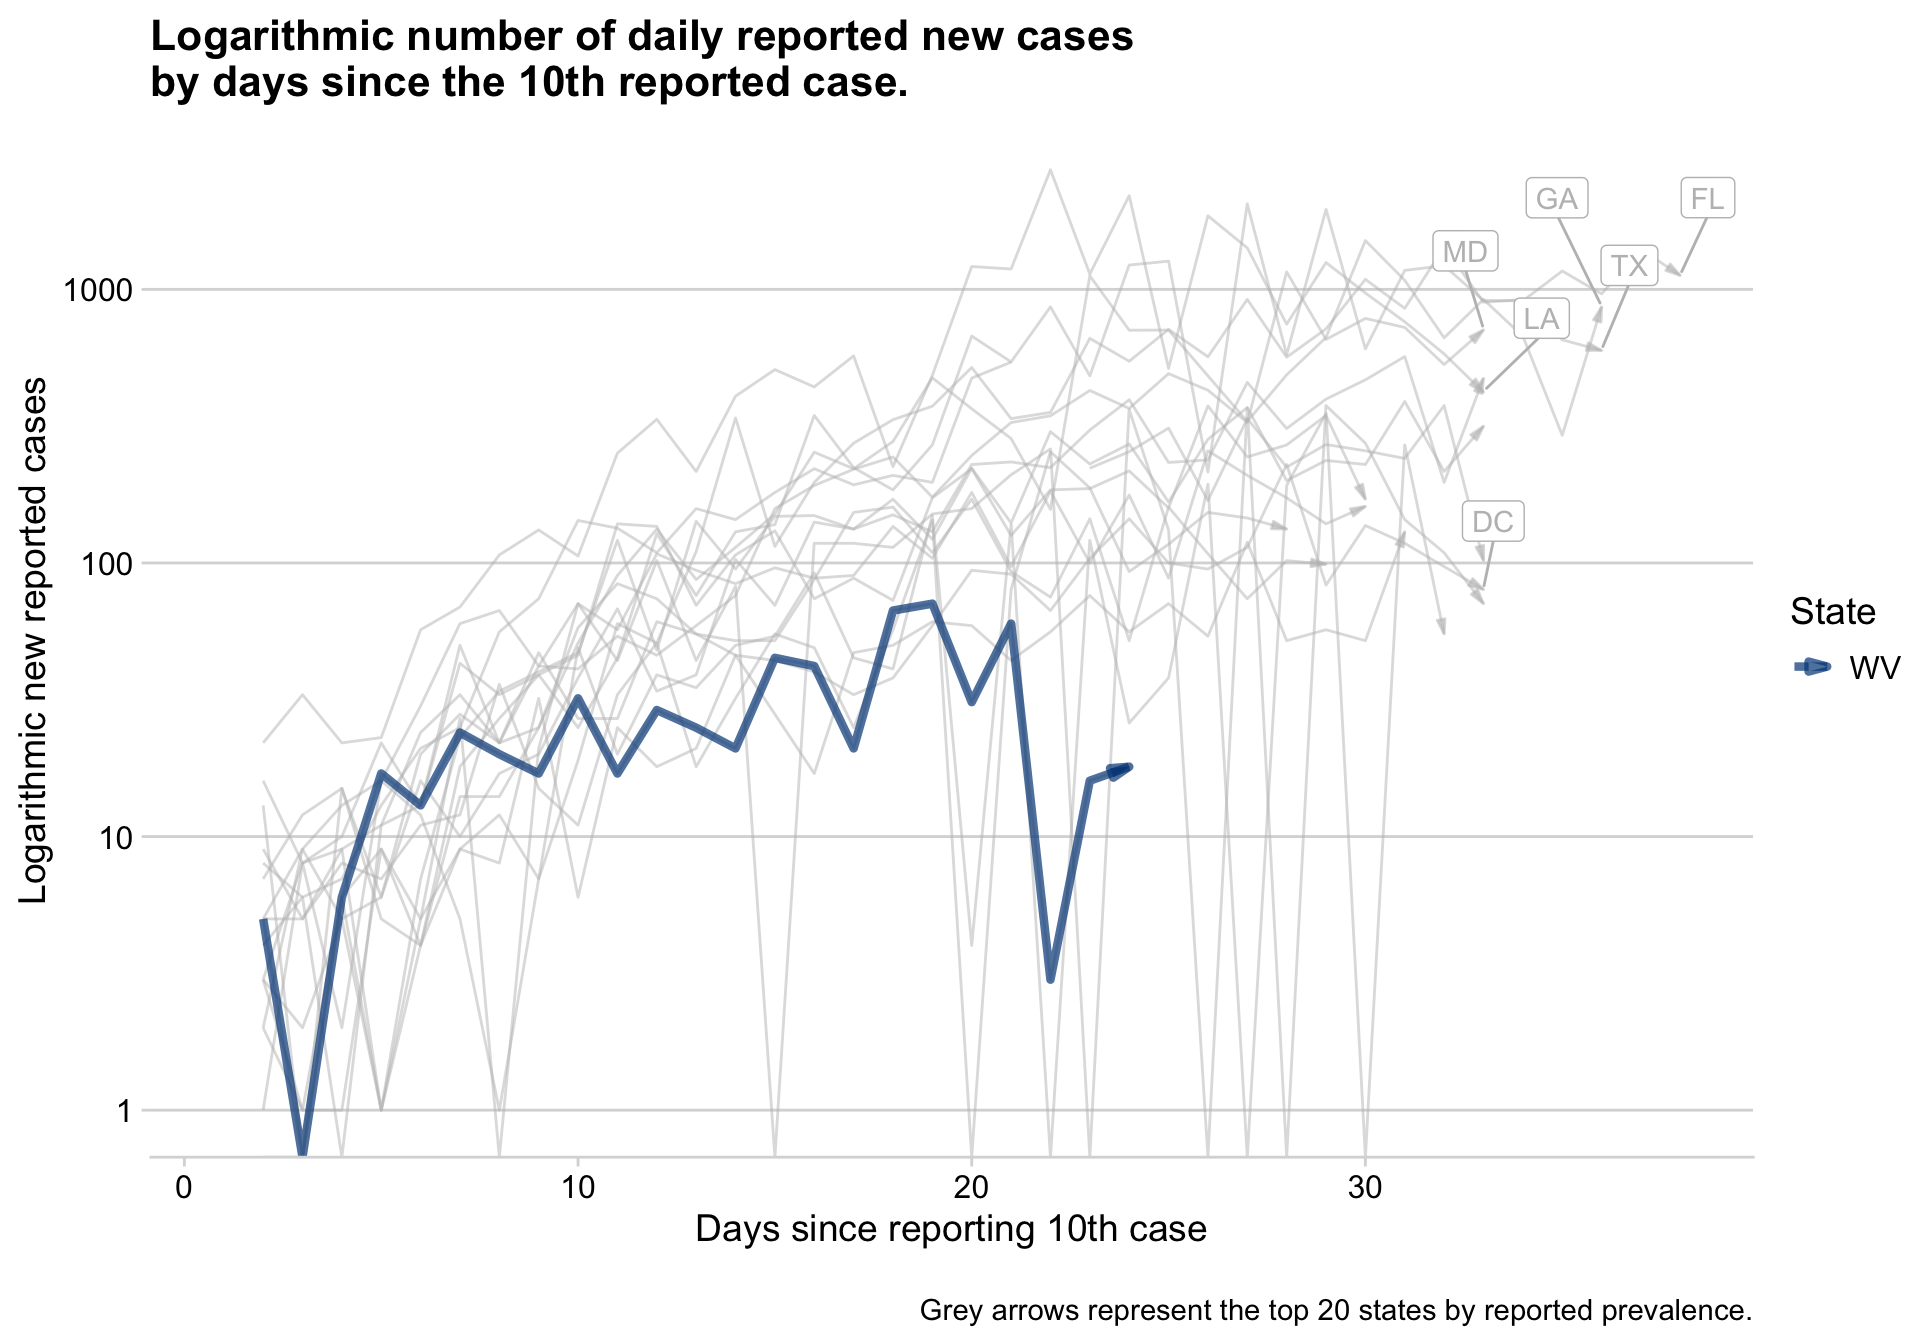 Logarithmic number of daily reported new cases
by days since the 10th reported case.
GA
FL
MD
TX
LA
DC
1000
100
10
1
Logarithmic new reported cases
0
10
20
30
Days since reporting 10th case
State
WV
Grey arrows represent the top 20 states by reported prevalence.